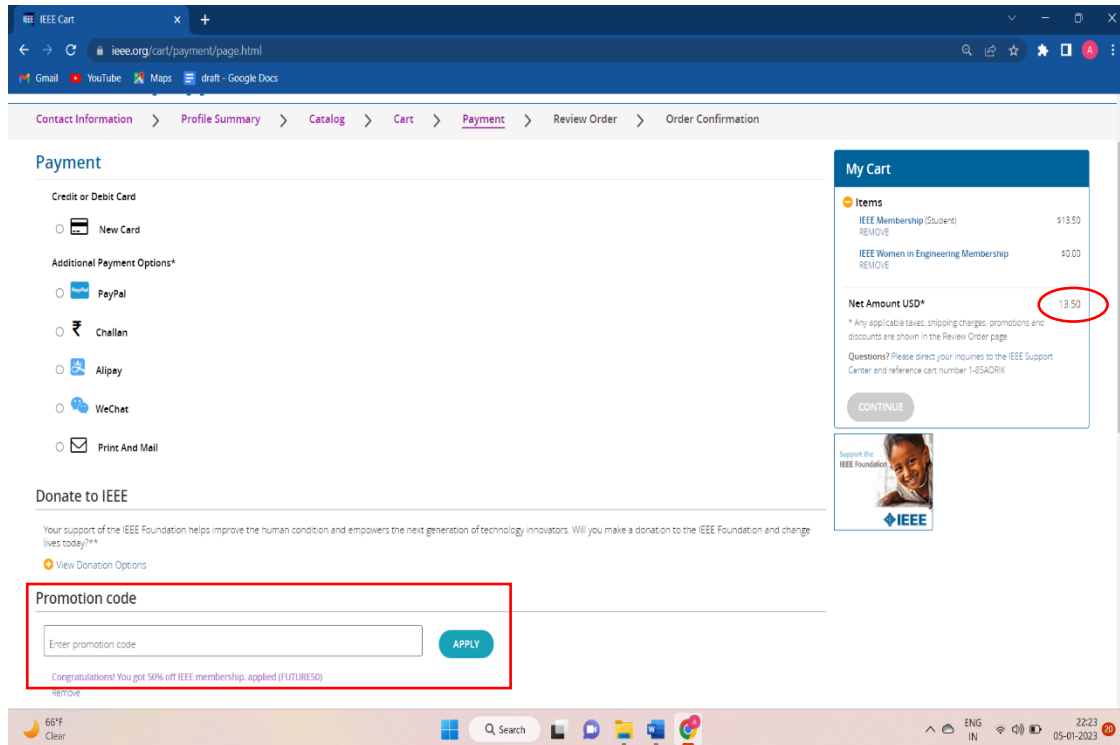 IEEE IEEE Cart
ieee.org/cart/payment/page.html
A
Gmail YouTube Maps draft - Google Docs
Contact Information > Profile Summary > Catalog > Cart > Payment > Review Order > Order Confirmation
Payment
Credit or Debit Card
New Card
Additional Payment Options*
PayPal PayPal
₹ Challan
支 Alipay
WeChat
Print And Mail
Donate to IEEE
Your support of the IEEE Foundation helps improve the human condition and empowers the next generation of technology innovators. Will you make a donation to the IEEE Foundation and change
lives today?**
View Donation Options
Promotion code
Enter promotion code
APPLY
Congratulations! You got 50% off IEEE membership. applied (FUTURE50)
Remove
My Cart
Items
IEEE Membership (Student) $13.50
REMOVE
IEEE Women in Engineering Membership $0.00
REMOVE
Net Amount USD* 13.50
* Any applicable taxes, shipping charges, promotions and
discounts are shown in the Review Order page
Questions? Please direct your inquiries to the IEEE Support
Center and reference cart number 1-85AORIK
CONTINUE
Support the
IEEE Foundation
IEEE
66°F
Clear
Search
A
ENG
IN
22:23
05-01-2023
20